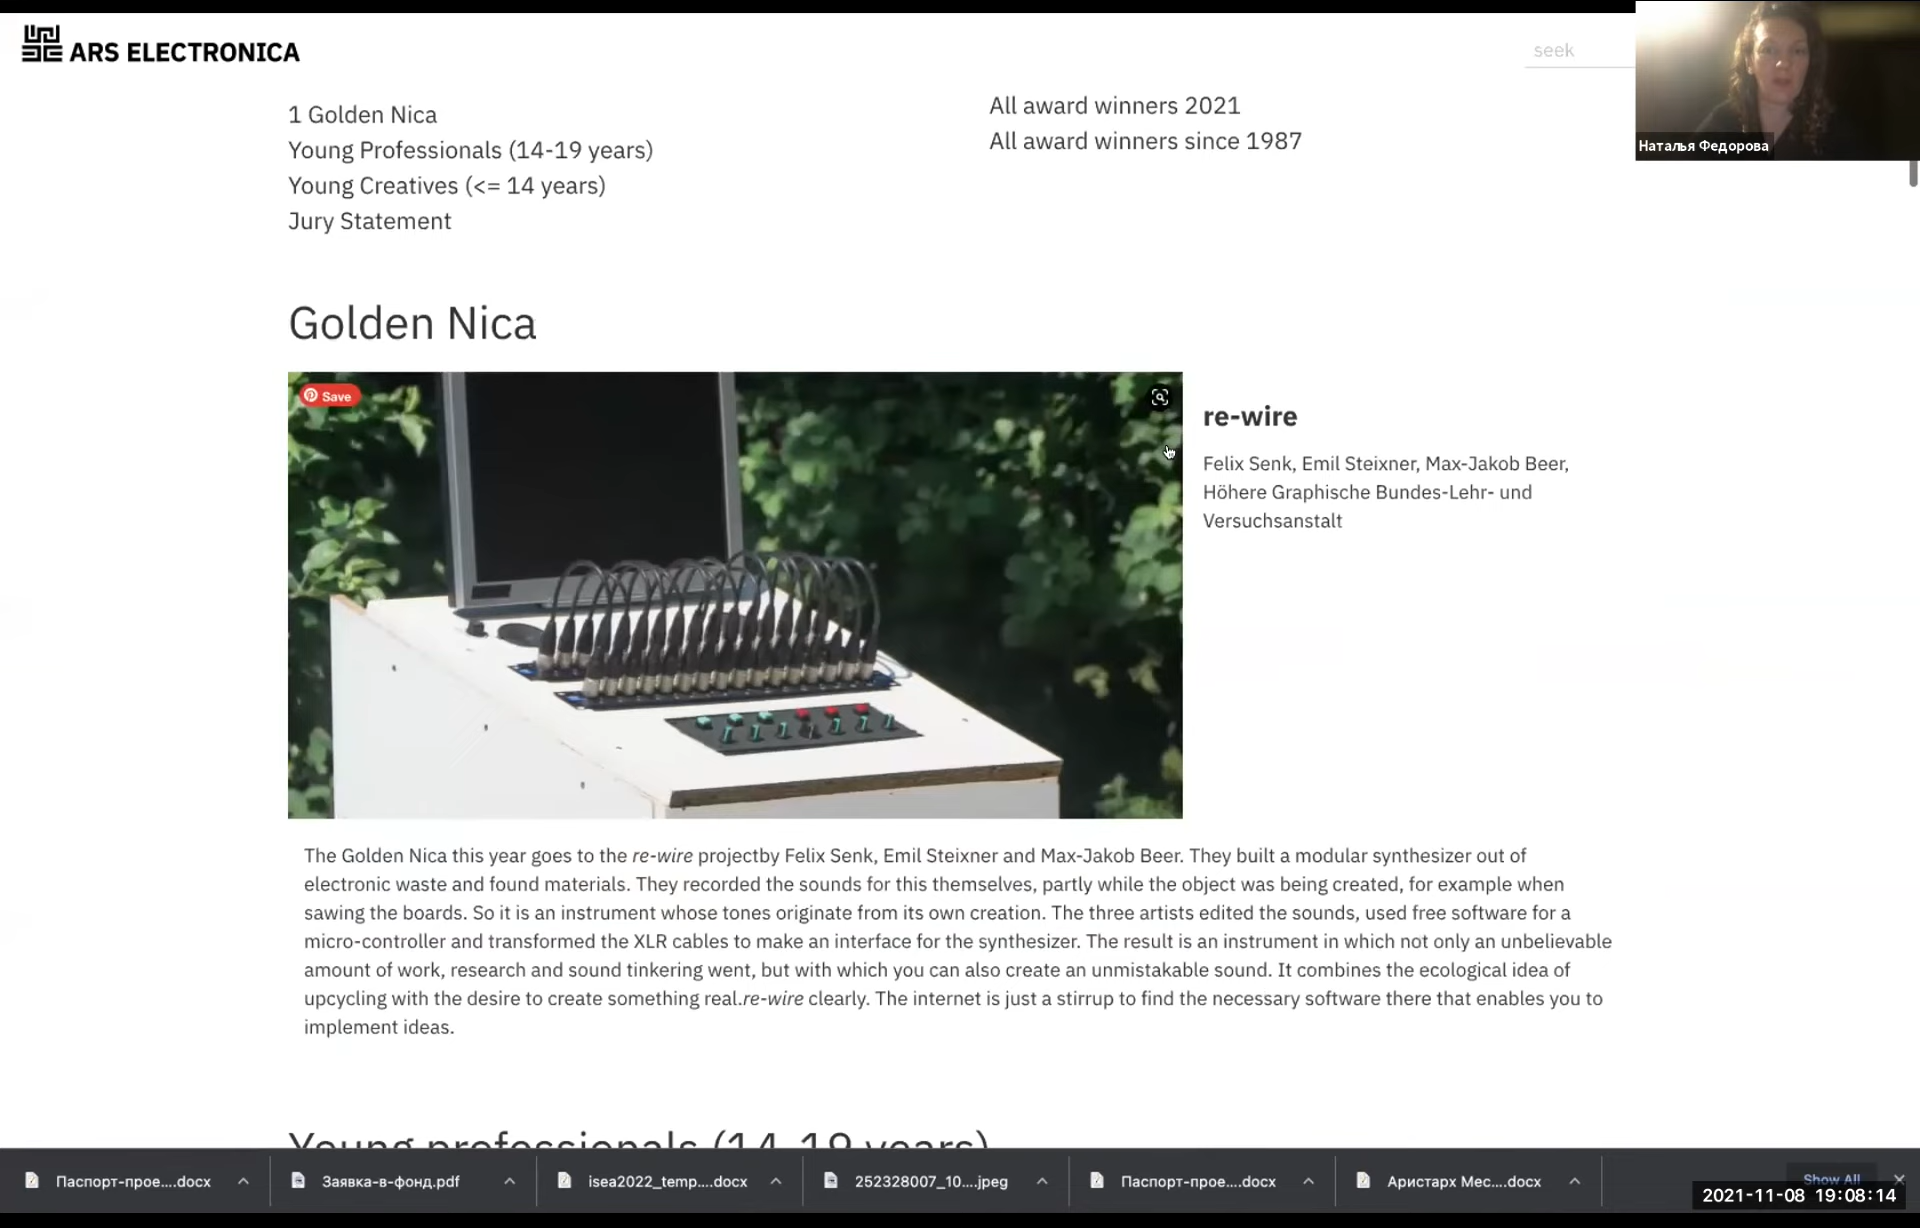 ARS ELECTRONICA
seek
Наталья Федорова
1 Golden Nica
Young Professionals (14-19 years)
Young Creatives (<= 14 years)
Jury Statement
All award winners 2021
All award winners since 1987
Golden Nica
Save
re-wire
Felix Senk, Emil Steixner, Max-Jakob Beer,
Höhere Graphische Bundes-Lehr- und
Versuchsanstalt
The Golden Nica this year goes to the re-wire projectby Felix Senk, Emil Steixner and Max-Jakob Beer. They built a modular synthesizer out of
electronic waste and found materials. They recorded the sounds for this themselves, partly while the object was being created, for example when
sawing the boards. So it is an instrument whose tones originate from its own creation. The three artists edited the sounds, used free software for a
micro-controller and transformed the XLR cables to make an interface for the synthesizer. The result is an instrument in which not only an unbelievable
amount of work, research and sound tinkering went, but with which you can also create an unmistakable sound. It combines the ecological idea of
upcycling with the desire to create something real.re-wire clearly. The internet is just a stirrup to find the necessary software there that enables you to
implement ideas.
Young professionals (14-19 years)
Паспорт-прое....docx
Заявка-в-фонд.pdf
isea2022_temp....docx
252328007_10....jpeg
Паспорт-прое....docx
Аристарх Мес....docx
Show All
2021-11-08 19:08:14